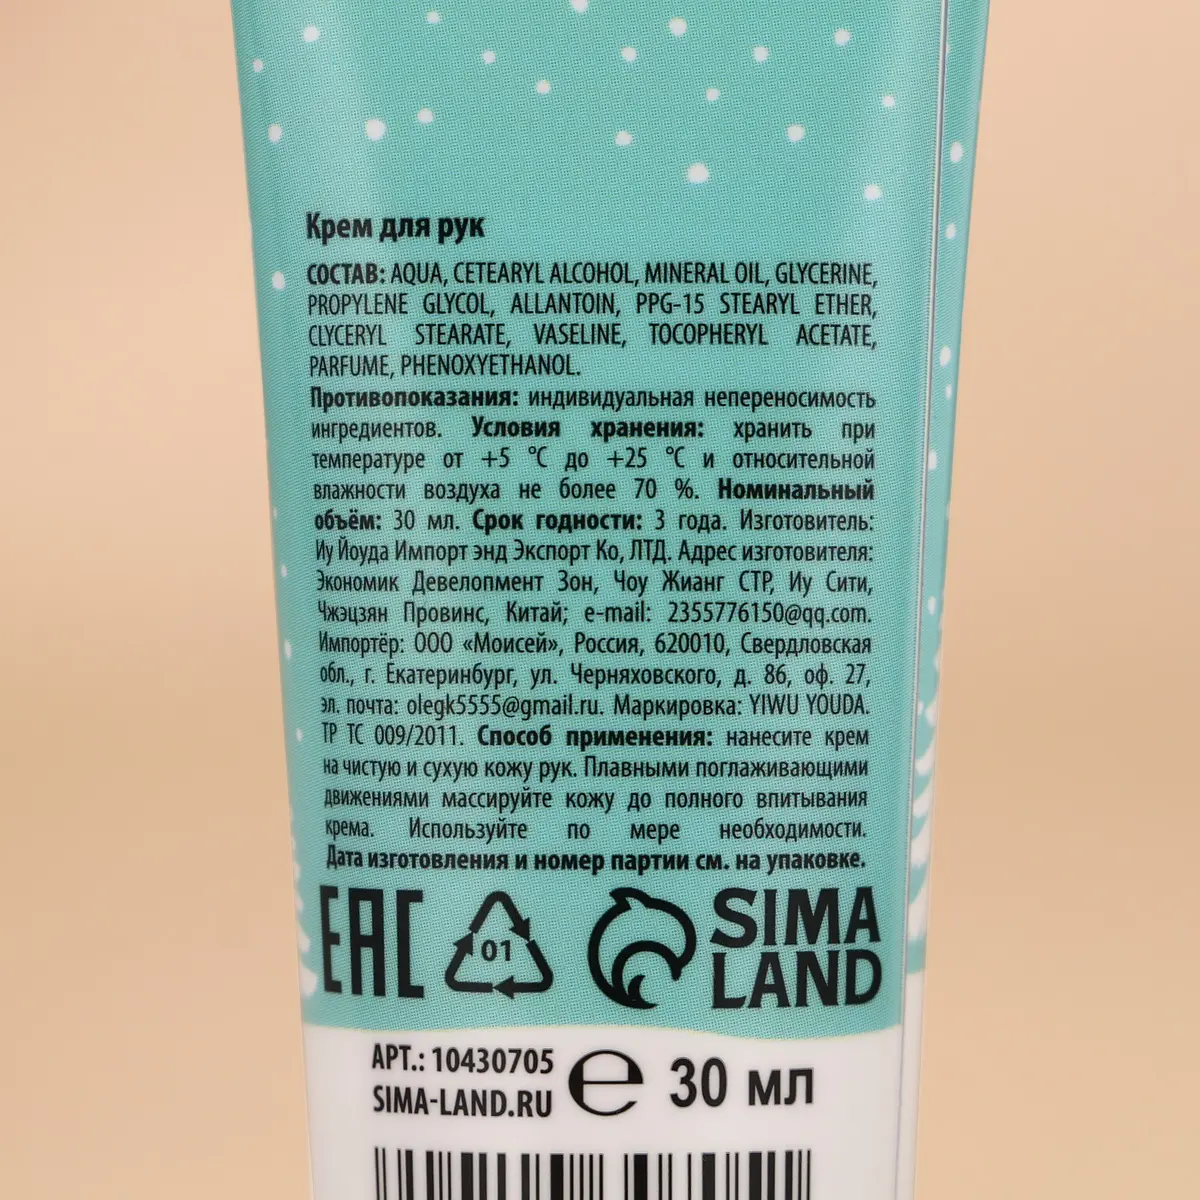 Крем для рук
СОСТАВ: AQUA, CETEARYL ALCOHOL, MINERAL OIL, GLYCERINE,
PROPYLENE GLYCOL, ALLANTOIN, PPG-15 STEARYL ETHER,
CLYCERYL STEARATE, VASELINE, TOCOPHERYL ACETATE,
PARFUME, PHENOXYETHANOL.
Противопоказания: индивидуальная непереносимость
ингредиентов. Условия хранения: хранить при
температуре от +5 °C до +25 °C и относительной
влажности воздуха не более 70 %. Номинальный
объём: 30 мл. Срок годности: 3 года. Изготовитель:
Иу Йоуда Импорт энд Экспорт Ко, ЛТД. Адрес изготовителя:
Экономик Девелопмент Зон, Чоу Жианг СТР, Иу Сити,
Чжэцзян Провинс, Китай; e-mail: 2355776150@qq.com.
Импортёр: ООО «Моисей», Россия, 620010, Свердловская
обл., г. Екатеринбург, ул. Черняховского, д. 86, оф. 27,
эл. почта: olegk5555@gmail.ru. Маркировка: YIWU YOUDA.
ТР ТС 009/2011. Способ применения: нанесите крем
на чистую и сухую кожу рук. Плавными поглаживающими
движениями массируйте кожу до полного впитывания
крема. Используйте по мере необходимости.
Дата изготовления и номер партии см. на упаковке.
EAC 01 SIMA
LAND
АРТ.: 10430705
SIMA-LAND.RU
e 30 мл